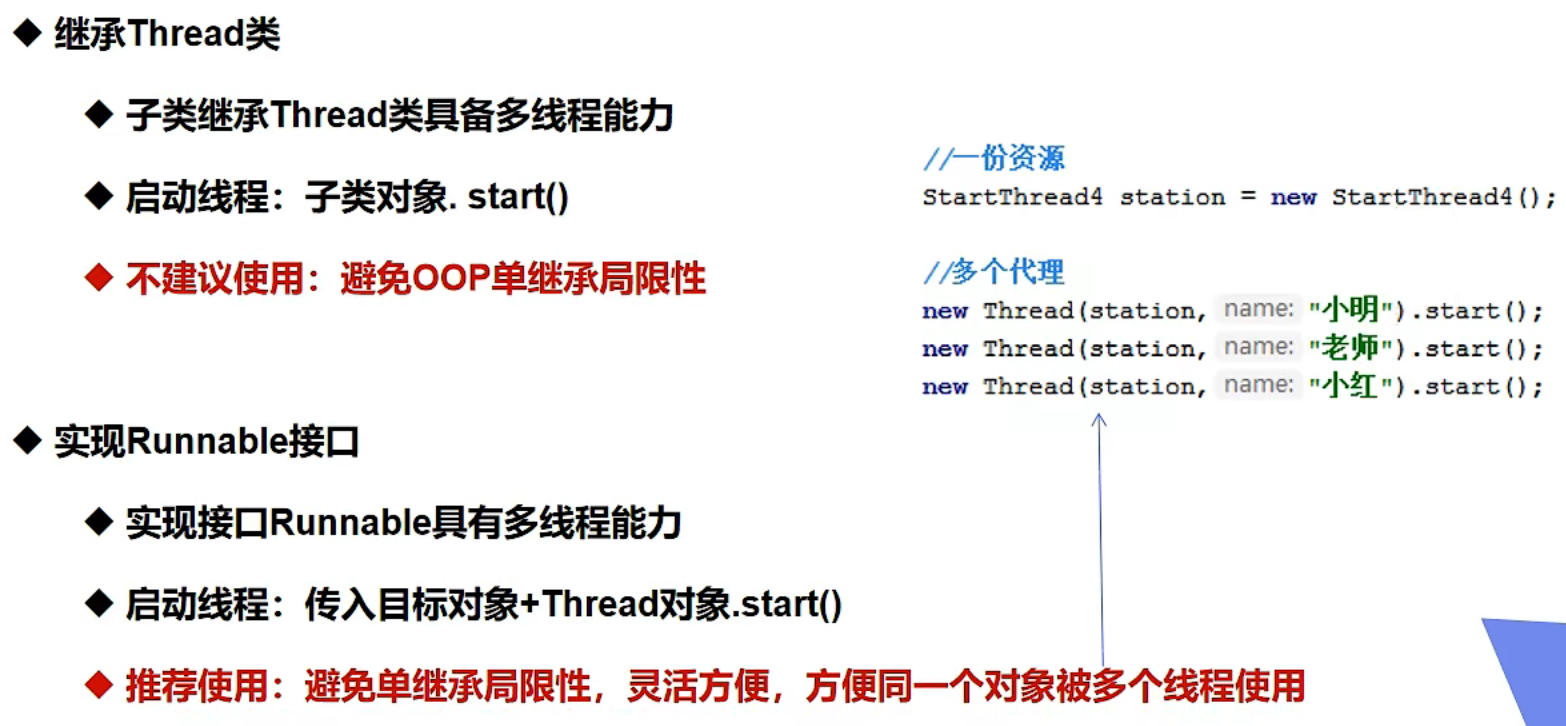 继承Thread类
子类继承Thread类具备多线程能力
启动线程：子类对象. start()
不建议使用：避免OOP单继承局限性
实现Runnable接口
实现接口Runnable具有多线程能力
启动线程：传入目标对象+Thread对象.start()
推荐使用：避免单继承局限性，灵活方便，方便同一个对象被多个线程使用
//一份资源
StartThread4 station = new StartThread4();
//多个代理
new Thread(station, name: "小明").start();
new Thread(station, name: "老师").start();
new Thread(station, name: "小红").start();